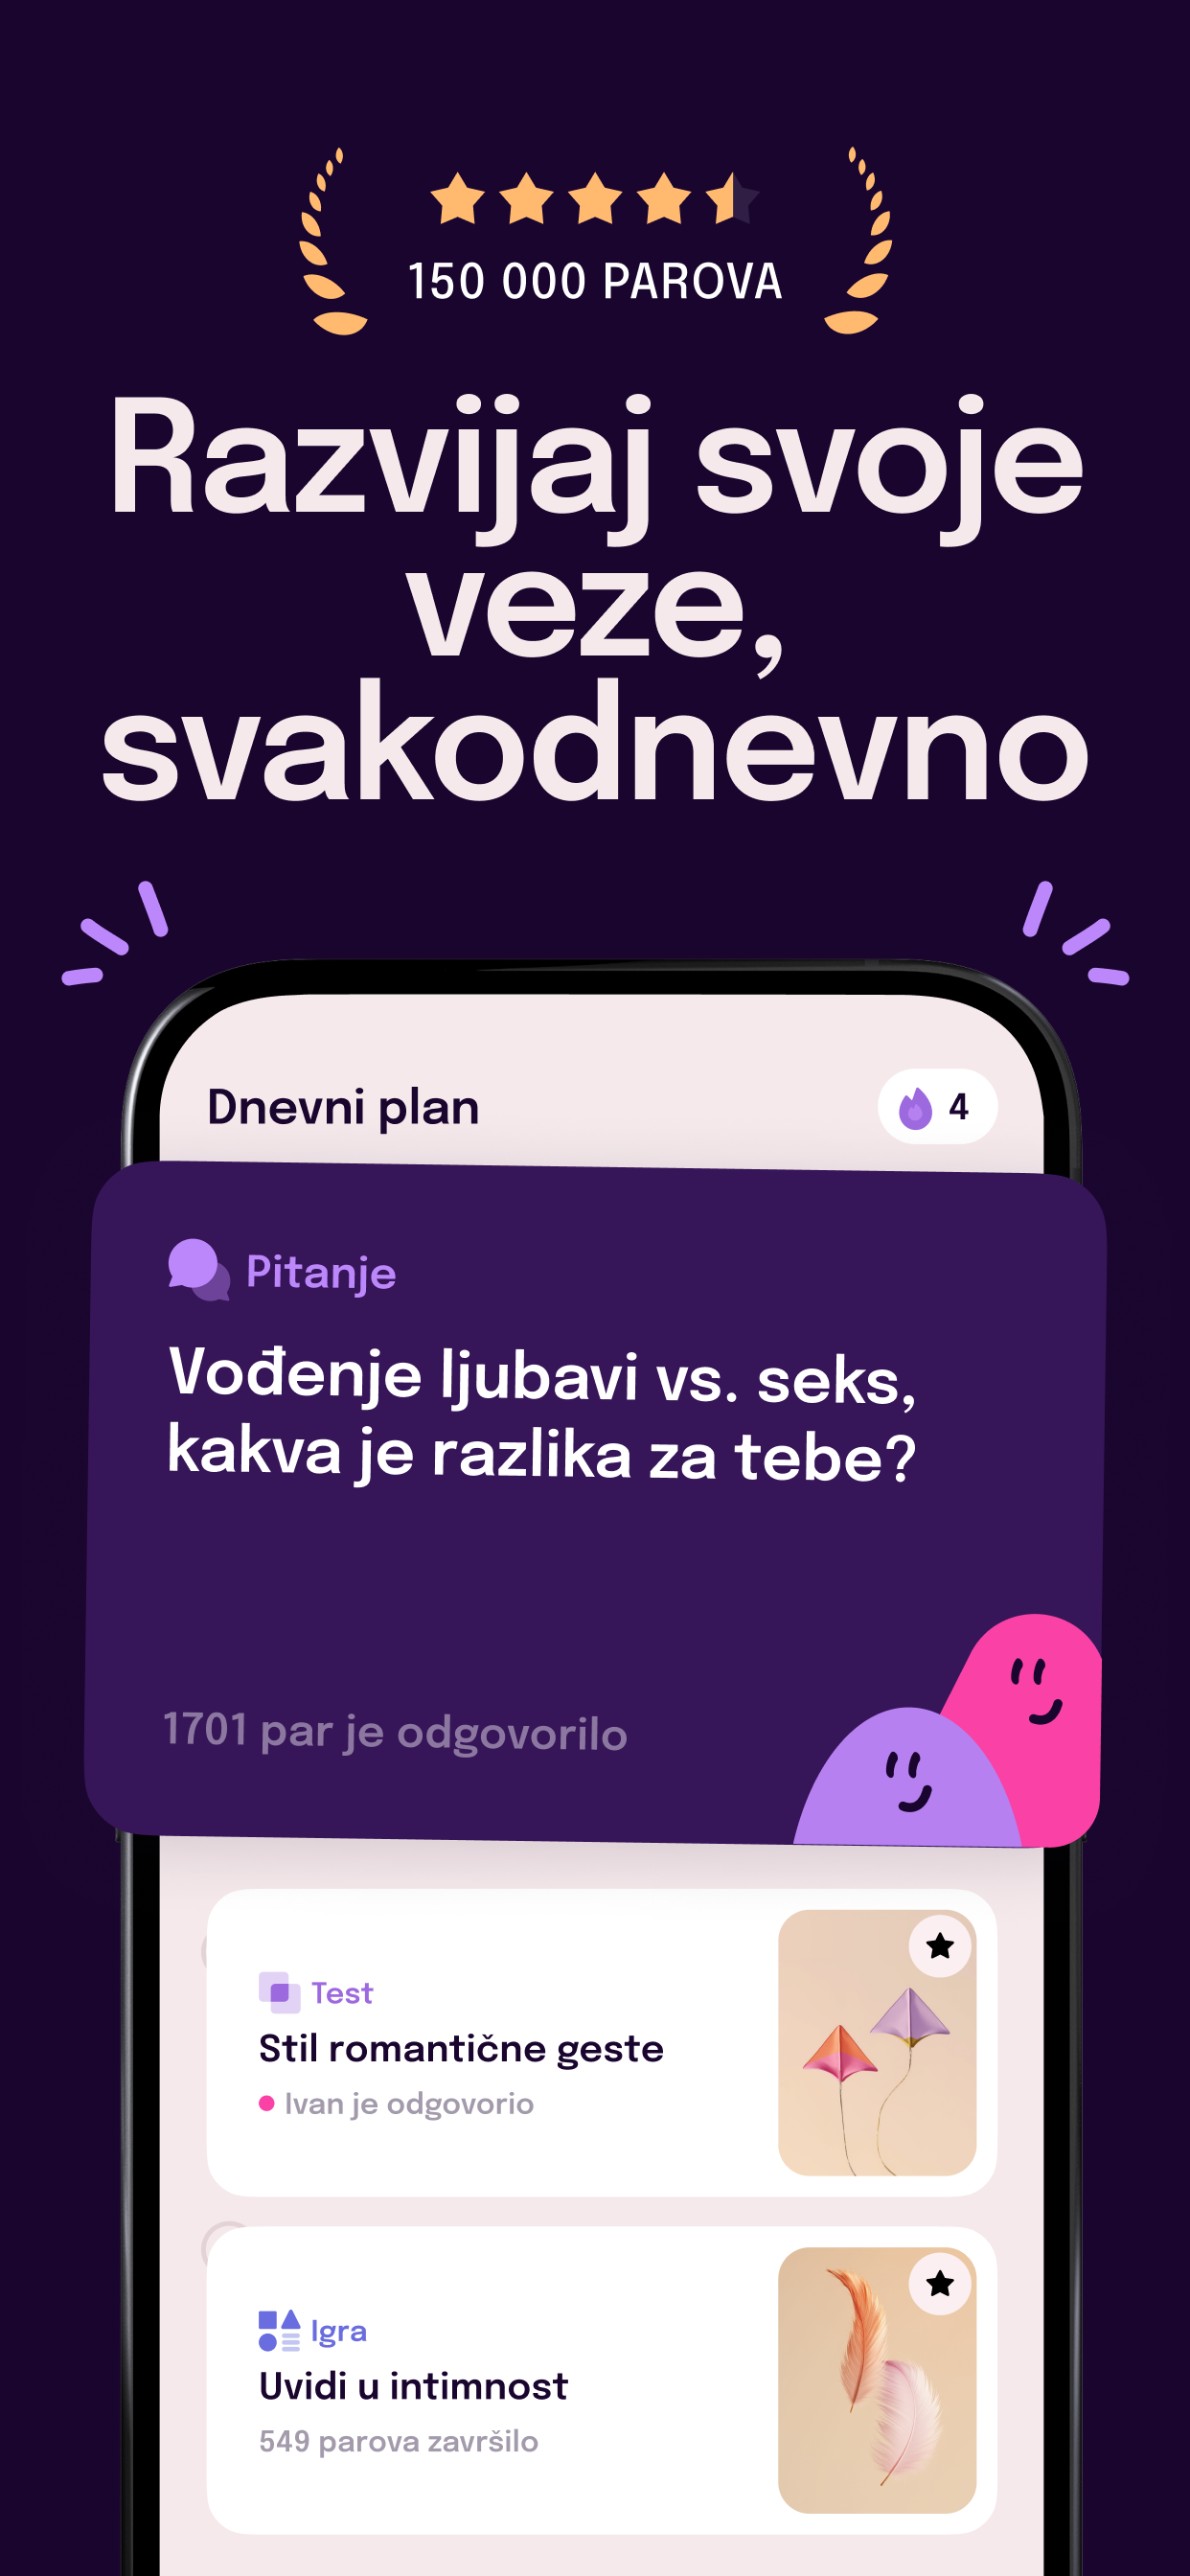 150 000 PAROVA
Razvijaj svoje
veze,
svakodnevno
Dnevni plan
4
Pitanje
Vođenje ljubavi vs. seks,
kakva je razlika za tebe?
1701 par je odgovorilo
Test
Stil romantične geste
Ivan je odgovorio
Igra
Uvidi u intimnost
549 parova završilo